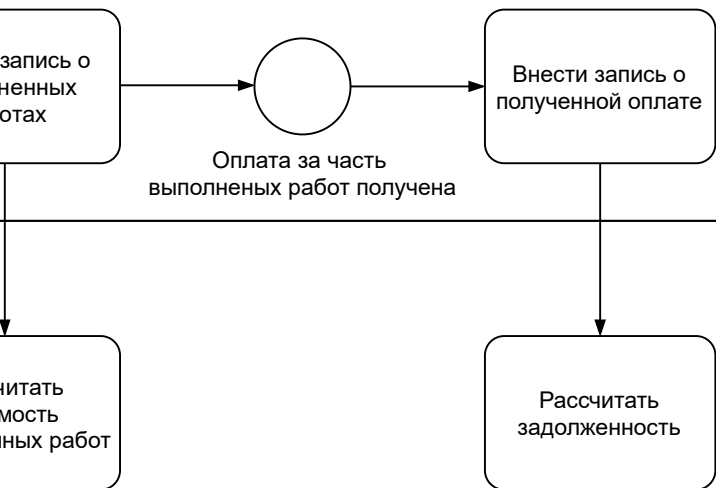 запись о
ненных
отах
Оплата за часть
выполненых работ получена
Внести запись о
полученной оплате
читать
мость
ных работ
Рассчитать
задолженность